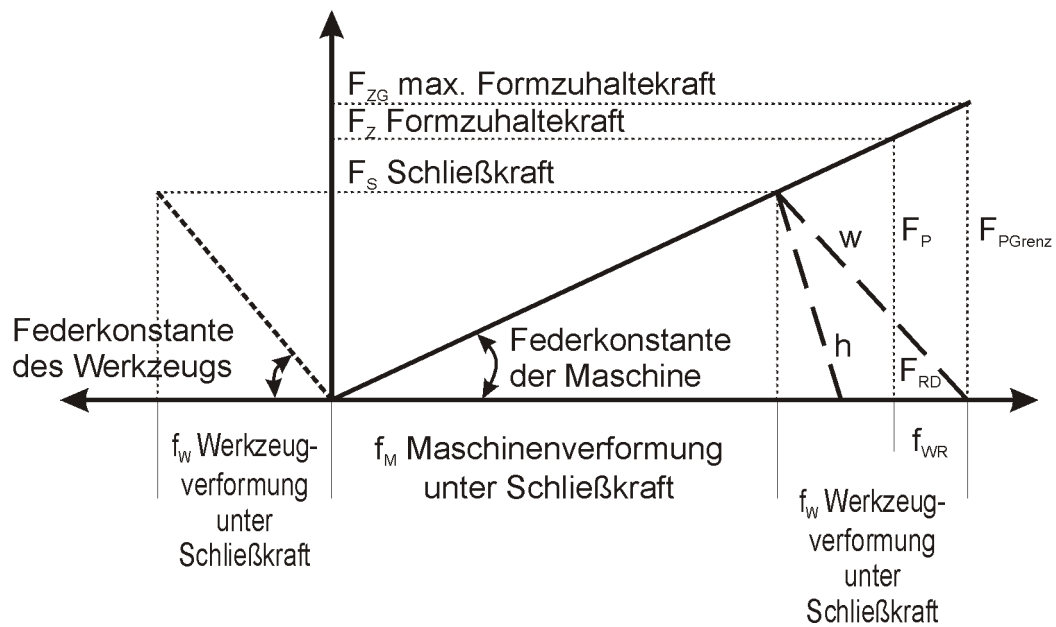 F_ZG max. Formzuhaltekraft
F_Z Formzuhaltekraft
F_S Schließkraft
w
F_P
F_PGrenz
Federkonstante
des Werkzeugs
Federkonstante
der Maschine
h
F_RD
f_W Werkzeug-
verformung
unter
Schließkraft
f_M Maschinenverformung
unter Schließkraft
f_WR
f_W Werkzeug-
verformung
unter
Schließkraft